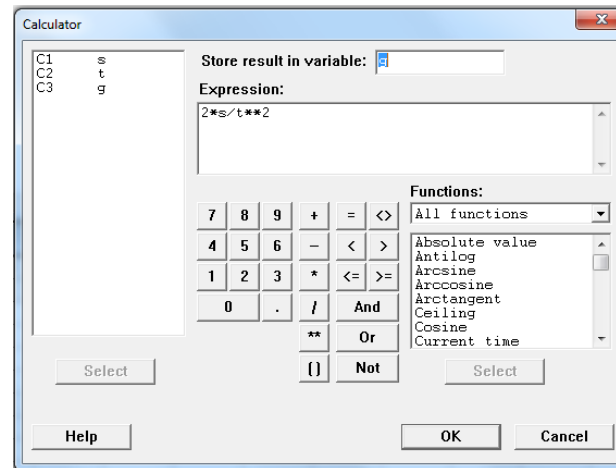 Calculator
C1 s
C2 t
C3 g
Store result in variable: g
Expression:
2*s/t**2
Functions:
All functions
7 8 9 + = <>
4 5 6 - < >
1 2 3 * <= >=
0 . / And
** Or
() Not
Absolute value
Antilog
Arcsine
Arccosine
Arctangent
Ceiling
Cosine
Current time
Select
Select
Help
OK
Cancel